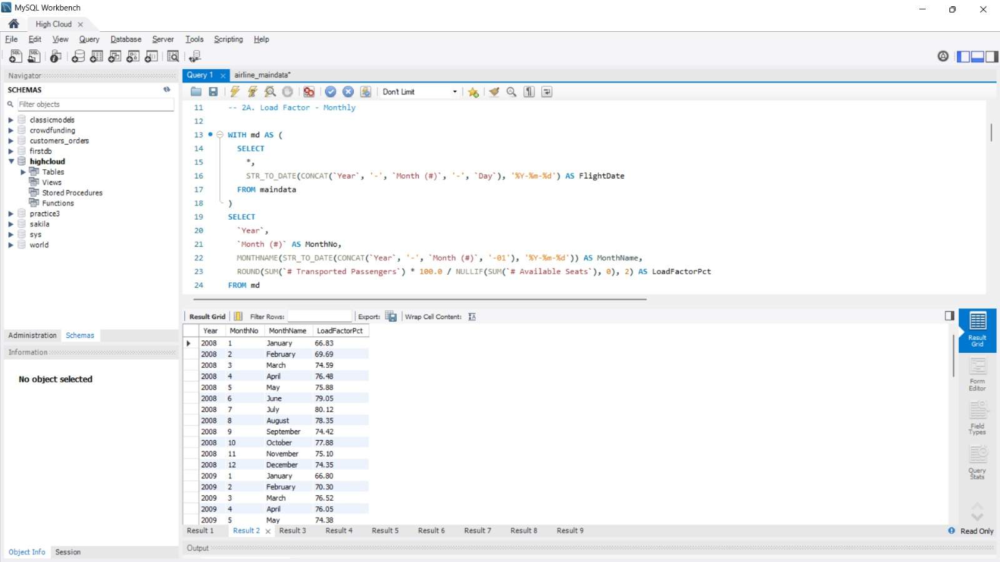 MySQL Workbench
High Cloud
File Edit View Query Database Server Tools Scripting Help
Navigator
SCHEMAS
Filter objects
classicmodels
crowdfunding
customers_orders
firstdb
highcloud
Tables
Views
Stored Procedures
Functions
practice3
sakila
sys
world
Administration Schemas
Information
No object selected
Object Info Session
Query 1 airline_maindata*
Don't Limit
11 -- 2A. Load Factor - Monthly
12
13 WITH md AS (
14 SELECT
15 *,
16 STR_TO_DATE(CONCAT(`Year`, '-', `Month (#)`, '-', `Day`), '%Y-%m-%d') AS FlightDate
17 FROM maindata
18 )
19 SELECT
20 `Year`,
21 `Month (#)` AS MonthNo,
22 MONTHNAME(STR_TO_DATE(CONCAT(`Year`, '-', `Month (#)`, '-01'), '%Y-%m-%d')) AS MonthName,
23 ROUND(SUM(`# Transported Passengers`) * 100.0 / NULLIF(SUM(`# Available Seats`), 0), 2) AS LoadFactorPct
24 FROM md
Result Grid Filter Rows: Export: Wrap Cell Content:
Year MonthNo MonthName LoadFactorPct
2008 1 January 66.83
2008 2 February 69.69
2008 3 March 74.59
2008 4 April 76.48
2008 5 May 75.88
2008 6 June 79.05
2008 7 July 80.12
2008 8 August 78.35
2008 9 September 74.42
2008 10 October 77.88
2008 11 November 75.10
2008 12 December 74.35
2009 1 January 66.80
2009 2 February 70.30
2009 3 March 76.52
2009 4 April 76.05
2009 5 May 74.38
Result 1 Result 2 Result 3 Result 4 Result 5 Result 6 Result 7 Result 8 Result 9
Result
Grid
Form
Editor
Field
Types
Query
Stats
Read Only
Output